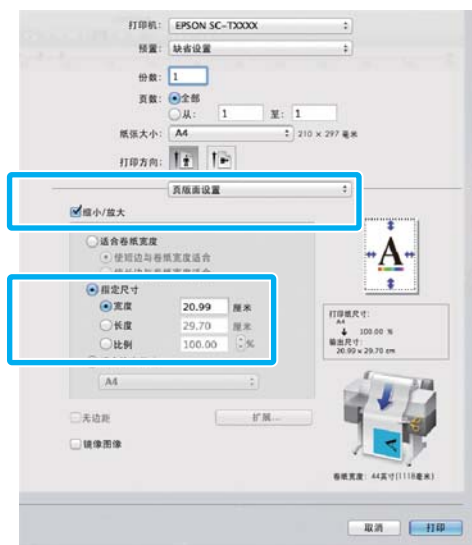 打印机: EPSON SC-TXXXX
预置: 缺省设置
份数: 1
页数: 全部
从: 1 至: 1
纸张大小: A4 210 × 297 毫米
打印方向:
页版面设置
缩小/放大
适合卷纸宽度
使短边与卷纸宽度适合
指定尺寸
宽度 20.99 厘米
长度 29.70 厘米
比例 100.00 %
A4
无边距 扩展...
镜像图像
A
打印纸尺寸:
A4
100.00 %
输出尺寸:
20.99 x 29.70 cm
卷纸宽度: 44英寸(1118毫米)
取消 打印